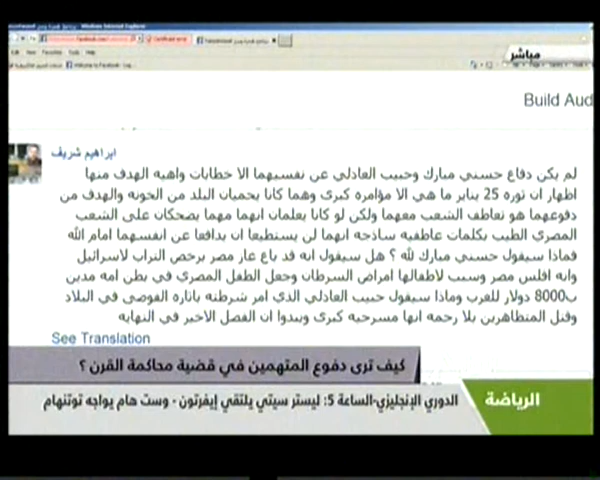 مباشر
Build Aud
ابراهيم شريف
لم يكن دفاع حسني مبارك وحبيب العادلي عن نفسيهما الا خطابات واهيه الهدف منها
اظهار ان ثوره 25 يناير ما هي الا مؤامره كبرى وهما كانا يحميان البلد من الخونه والهدف من
دفوعهما هو تعاطف الشعب معهما ولكن لو كانا يعلمان انهما مهما يضحكان على الشعب
المصري الطيب بكلمات عاطفيه ساذجه انهما لن يستطيعا ان يدافعا عن انفسهما امام الله
فماذا سيقول حسني مبارك لله ؟ هل سيقول انه قد باع غاز مصر برخص التراب لاسرائيل
وانه افلس مصر وسبب لاطفالها امراض السرطان وجعل الطفل المصري في بطن امه مدين
ب8000 دولار للغرب وماذا سيقول حبيب العادلي الذي امر شرطته باثاره الفوضى في البلاد
وقتل المتظاهرين بلا رحمه انها مسرحيه كبرى ويبدوا ان الفصل الاخير في النهايه
See Translation
كيف ترى دفوع المتهمين في قضية محاكمة القرن ؟
الرياضة
الدوري الإنجليزي-الساعة 5: ليستر سيتي يلتقي إيفرتون - وست هام يواجه توتنهام